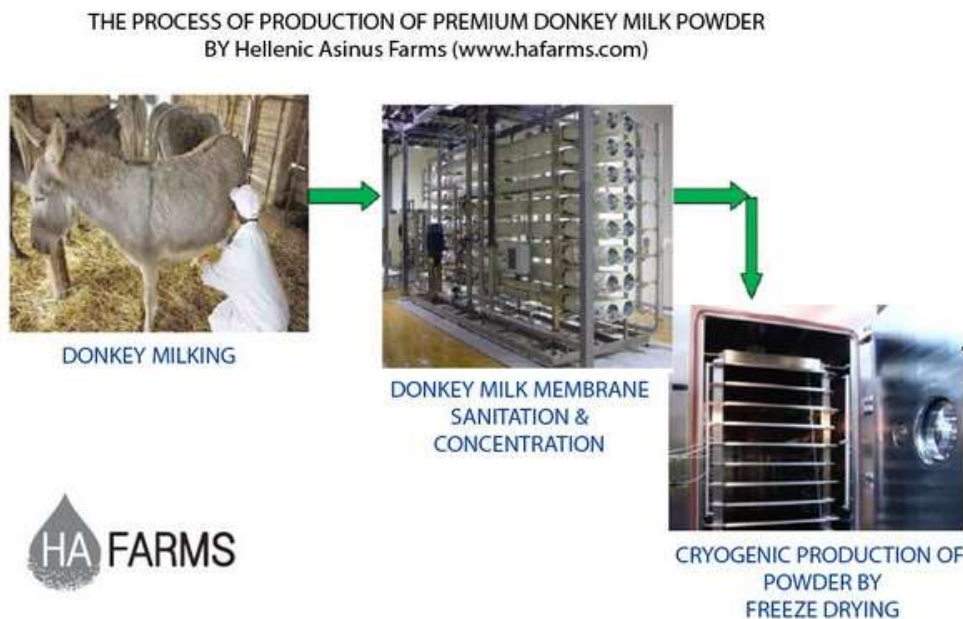 THE PROCESS OF PRODUCTION OF PREMIUM DONKEY MILK POWDER
BY Hellenic Asinus Farms (www.hafarms.com)
DONKEY MILKING
DONKEY MILK MEMBRANE
SANITATION &
CONCENTRATION
CRYOGENIC PRODUCTION OF
POWDER BY
FREEZE DRYING
HA FARMS